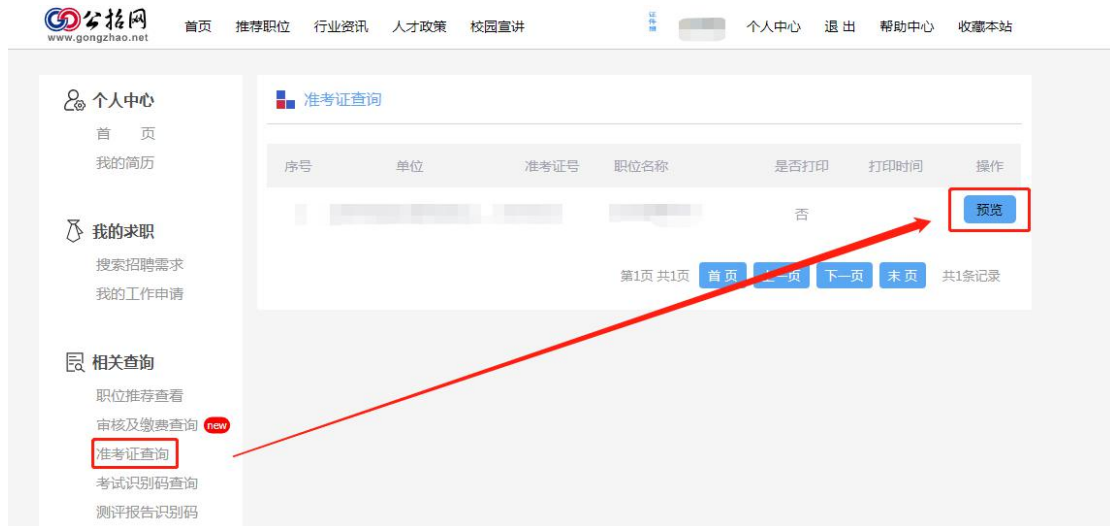 公招网
www.gongzhao.net
首页 推荐职位 行业资讯 人才政策 校园宣讲 个人中心 退出 帮助中心 收藏本站
个人中心
首 页
我的简历
我的求职
搜索招聘需求
我的工作申请
相关查询
职位推荐查看
审核及缴费查询 new
准考证查询
考试识别码查询
测评报告识别码
准考证查询
序号 单位 准考证号 职位名称 是否打印 打印时间 操作
否 预览
第1页 共1页 首页 上一页 下一页 末页 共1条记录